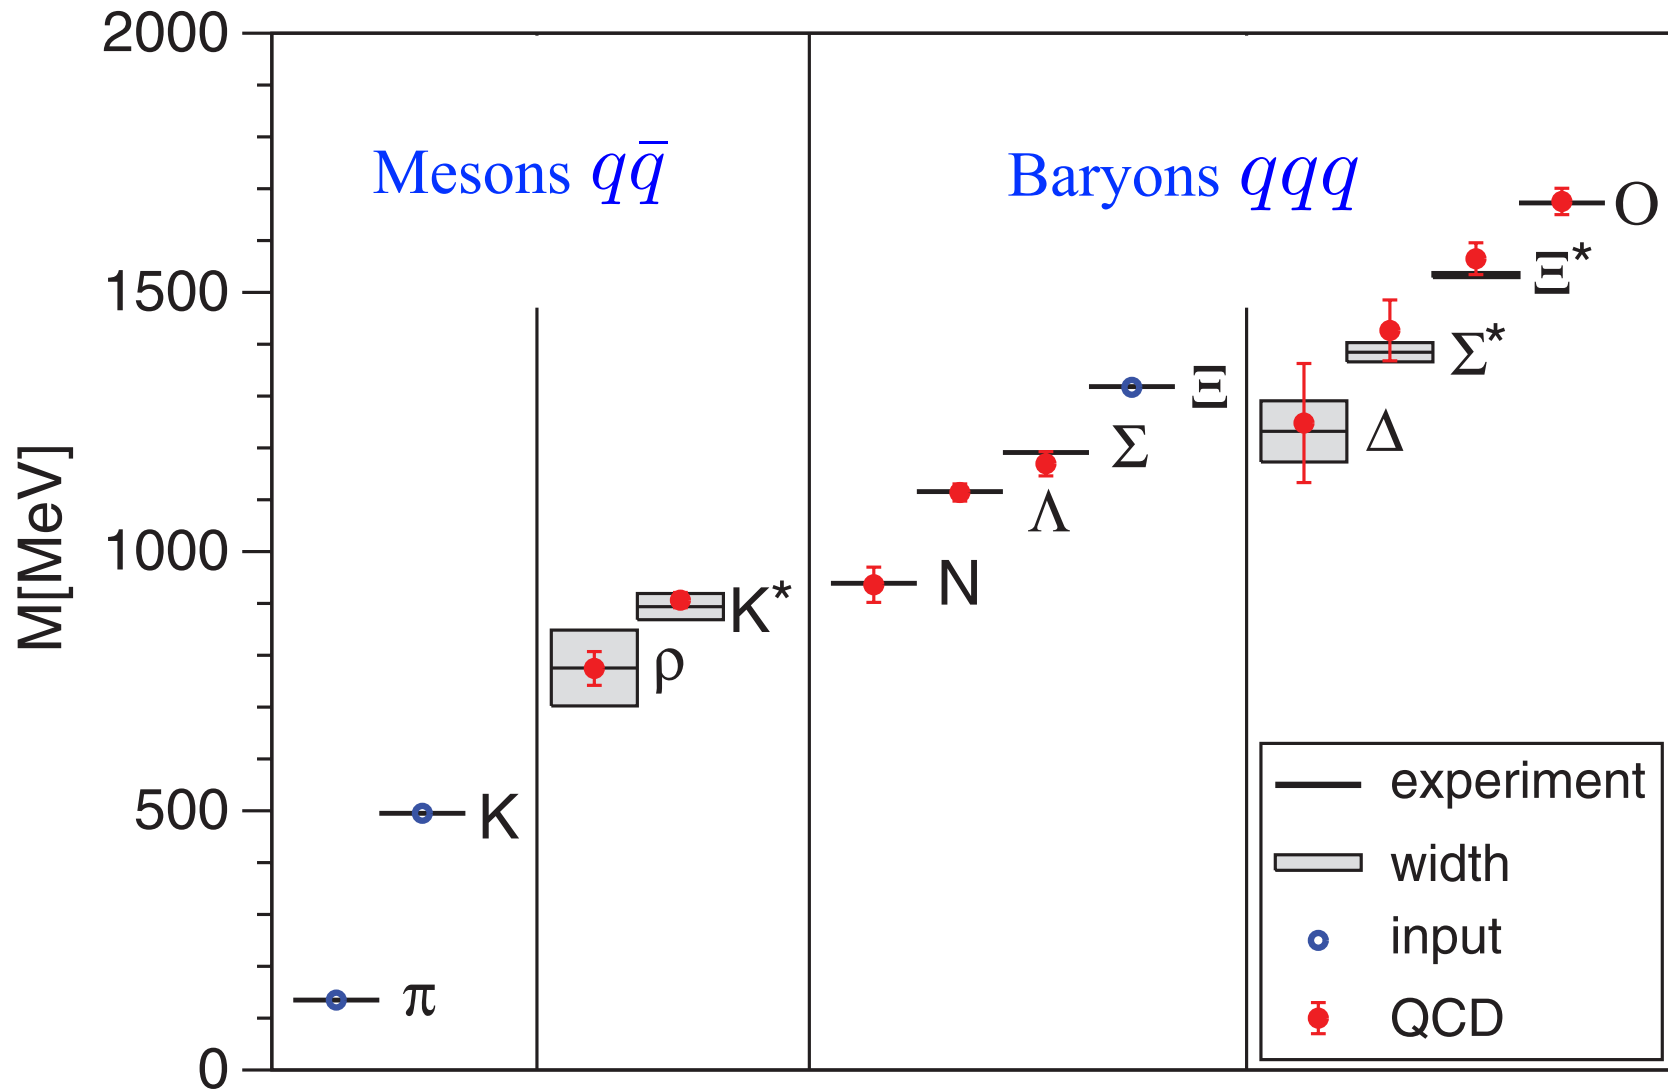 2000
1500
1000
500
0
M[MeV]
Mesons qq̄
Baryons qqq
π
K
ρ
K*
N
Λ
Σ
Ξ
Δ
Σ*
Ξ*
O
experiment
width
input
QCD